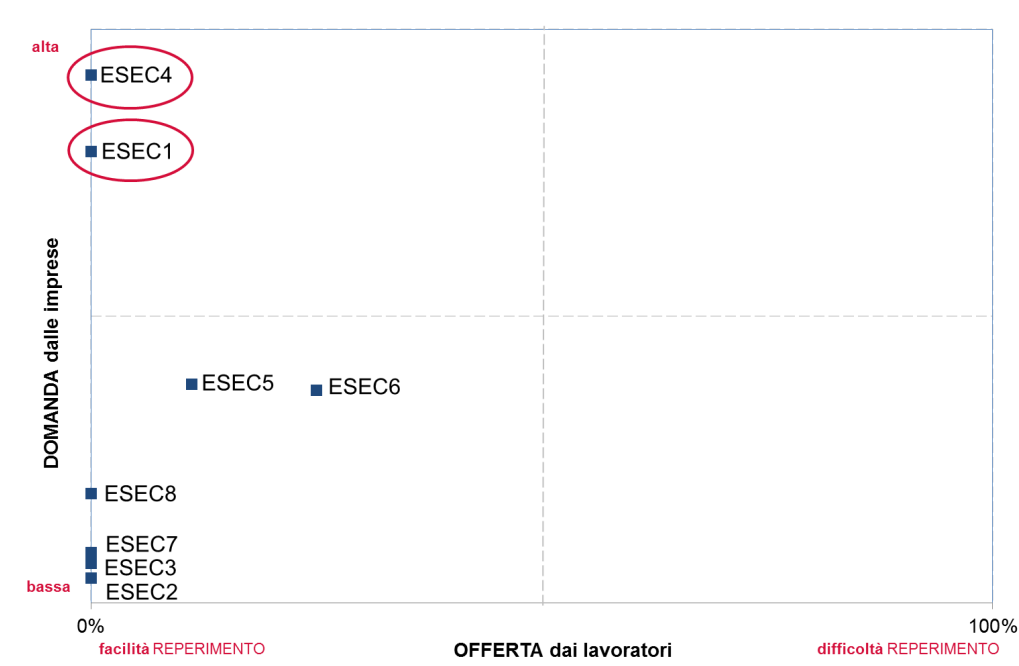 alta
ESEC4
ESEC1
DOMANDA dalle imprese
ESEC5
ESEC6
ESEC8
ESEC7
ESEC3
bassa
ESEC2
0%
100%
facilità REPERIMENTO
OFFERTA dai lavoratori
difficoltà REPERIMENTO